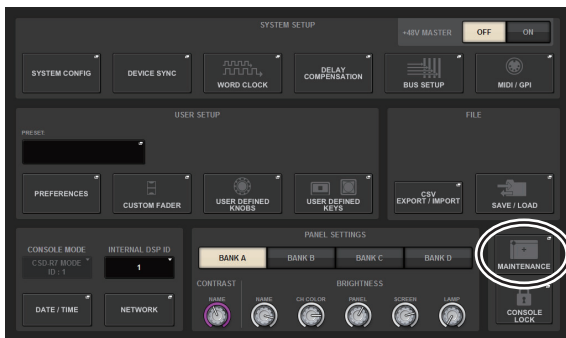 SYSTEM SETUP
+48V MASTER
OFF
ON
SYSTEM CONFIG
DEVICE SYNC
WORD CLOCK
DELAY
COMPENSATION
BUS SETUP
MIDI / GPI
USER SETUP
FILE
PRESET
PREFERENCES
CUSTOM FADER
USER DEFINED
KNOBS
USER DEFINED
KEYS
CSV
EXPORT / IMPORT
SAVE / LOAD
PANEL SETTINGS
CONSOLE MODE
INTERNAL DSP ID
CSD-R7 MODE
ID : 1
1
BANK A
BANK B
BANK C
BANK D
MAINTENANCE
CONTRAST
BRIGHTNESS
NAME
NAME
CH COLOR
PANEL
SCREEN
LAMP
DATE / TIME
NETWORK
CONSOLE
LOCK